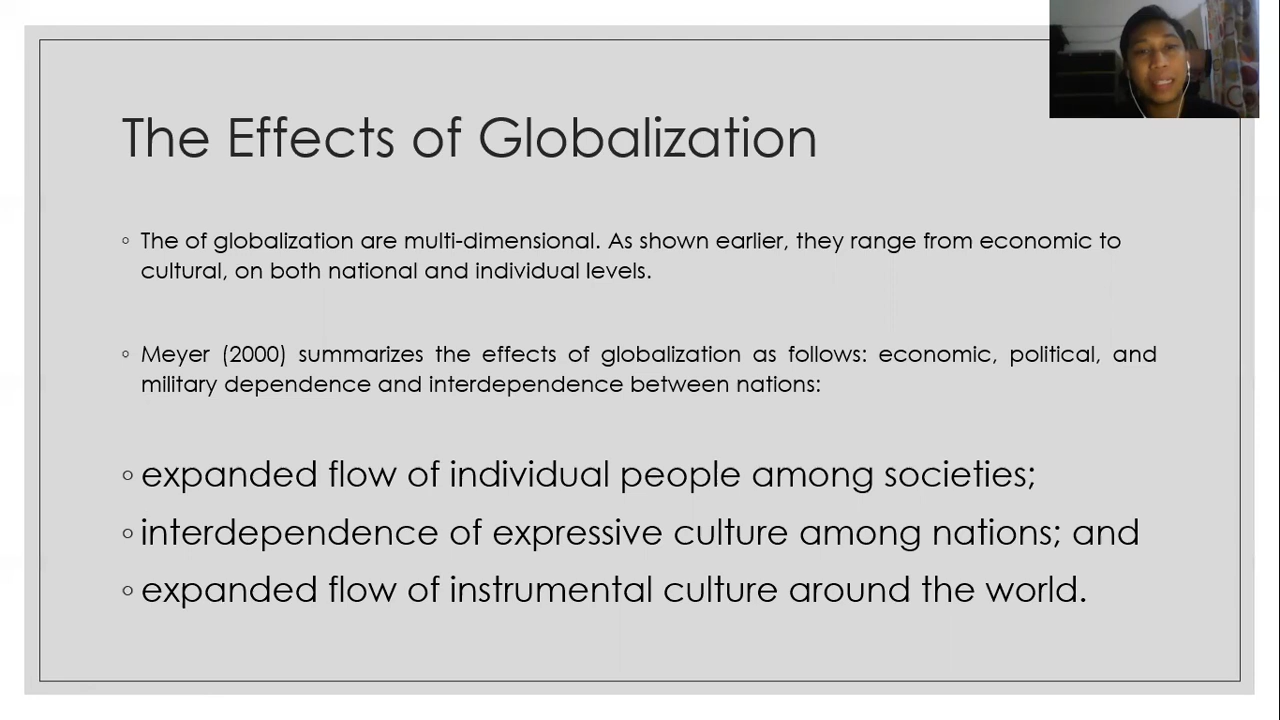 The Effects of Globalization
◦ The of globalization are multi-dimensional. As shown earlier, they range from economic to
cultural, on both national and individual levels.
◦ Meyer (2000) summarizes the effects of globalization as follows: economic, political, and
military dependence and interdependence between nations:
◦ expanded flow of individual people among societies;
◦ interdependence of expressive culture among nations; and
◦ expanded flow of instrumental culture around the world.